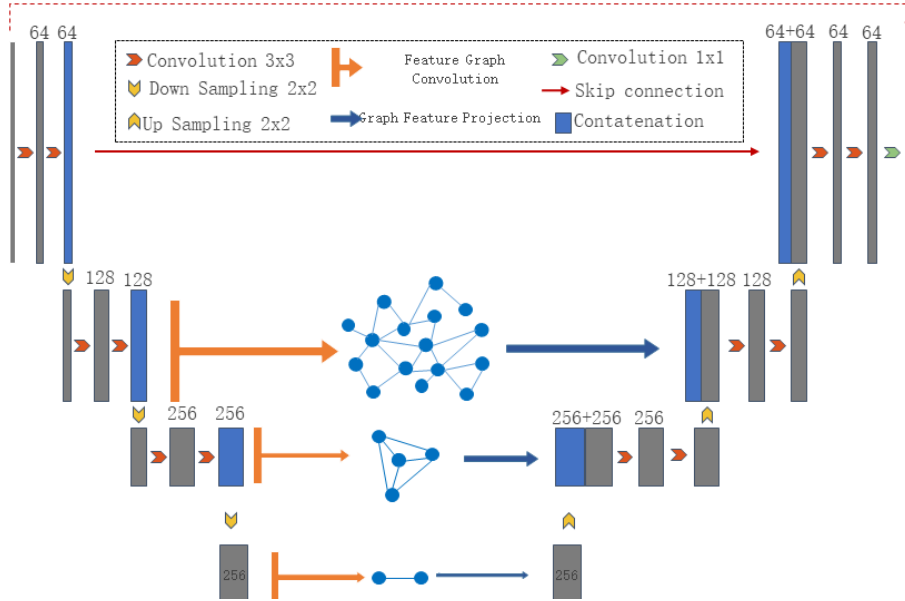 64 64
64+64 64 64
Convolution 3x3
Down Sampling 2x2
Up Sampling 2x2
Feature Graph
Convolution
Graph Feature Projection
Convolution 1x1
Skip connection
Contatenation
128 128
128+128 128
256 256
256+256 256
256
256